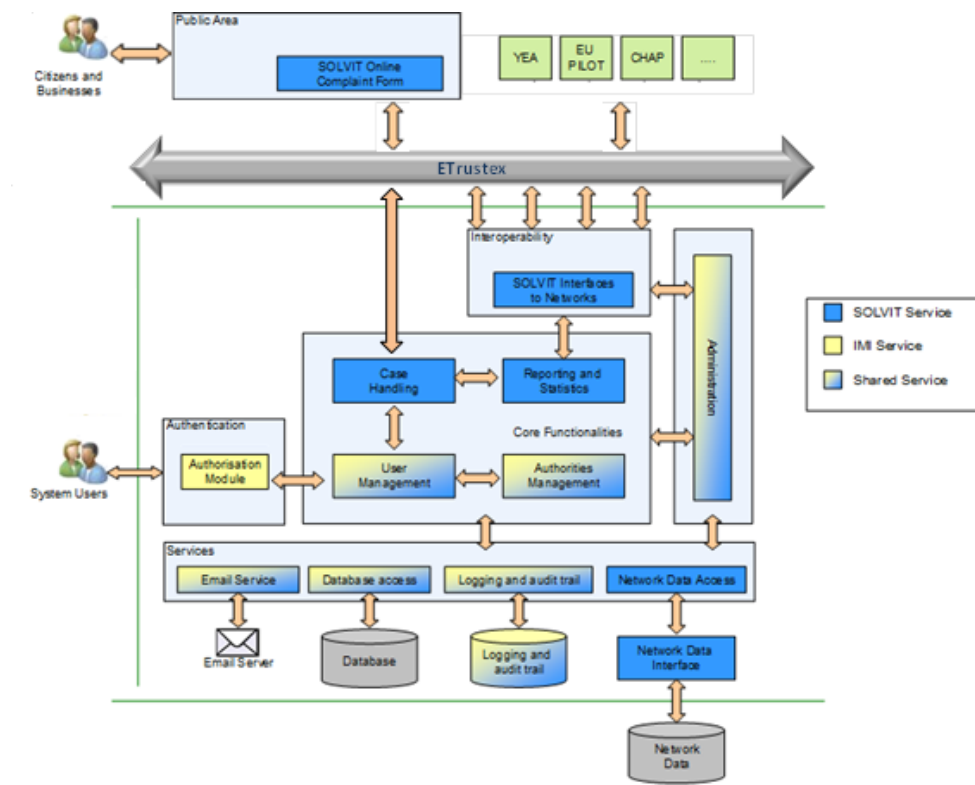 Public Area
SOLVIT Online
Complaint Form
YEA
EU
PILOT
CHAP
....
Citizens and
Businesses
ETrustex
Interoperability
SOLVIT Interfaces
to Networks
Administration
SOLVIT Service
IMI Service
Shared Service
Case
Handling
Reporting and
Statistics
Core Functionalities
Authentication
Authorisation
Module
User
Management
Authorities
Management
System Users
Services
Email Service
Database access
Logging and audit trail
Network Data Access
Email Server
Database
Logging and
audit trail
Network Data
Interface
Network
Data